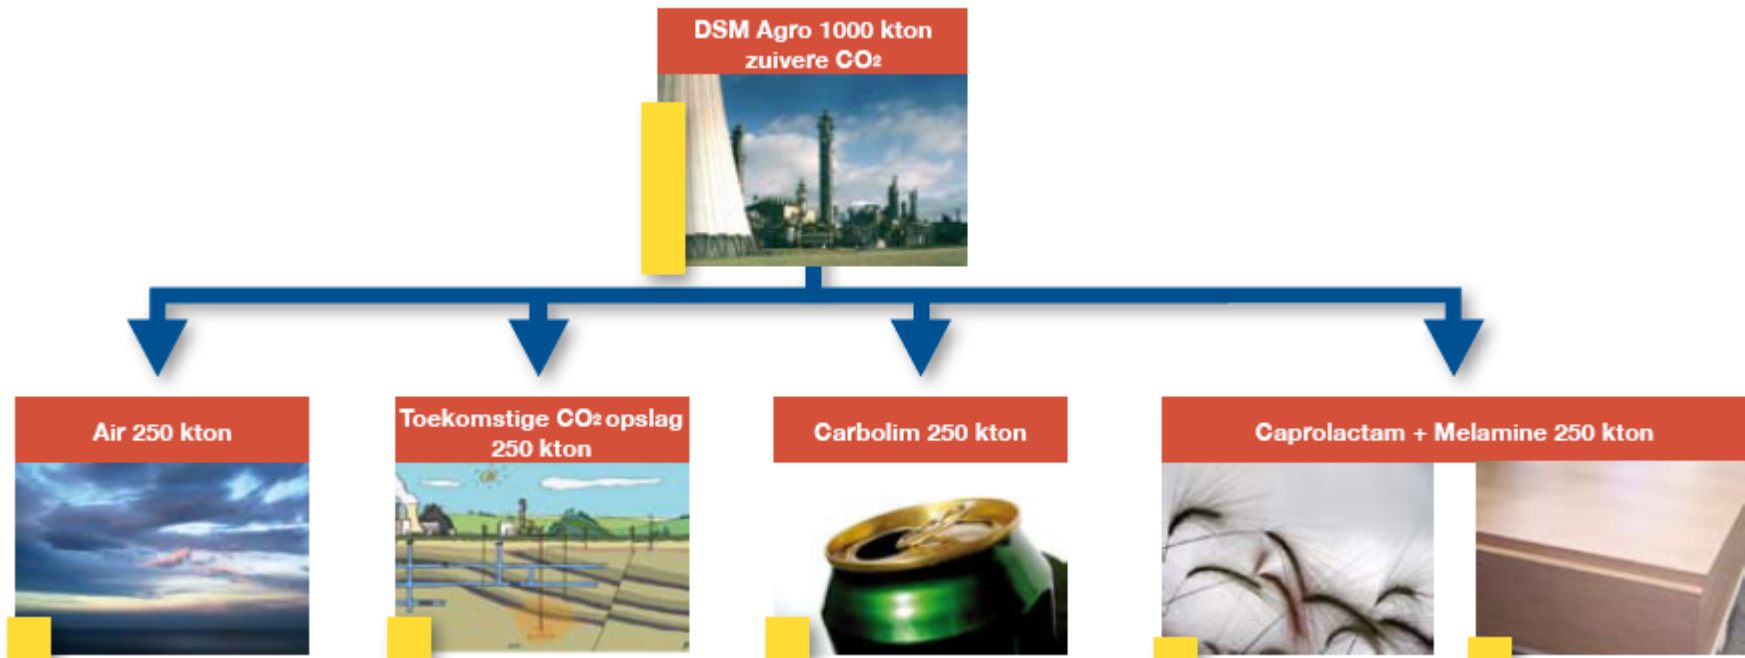 DSM Agro 1000 kton
zuivere CO2
Air 250 kton
Toekomstige CO2 opslag
250 kton
Carbolim 250 kton
Caprolactam + Melamine 250 kton